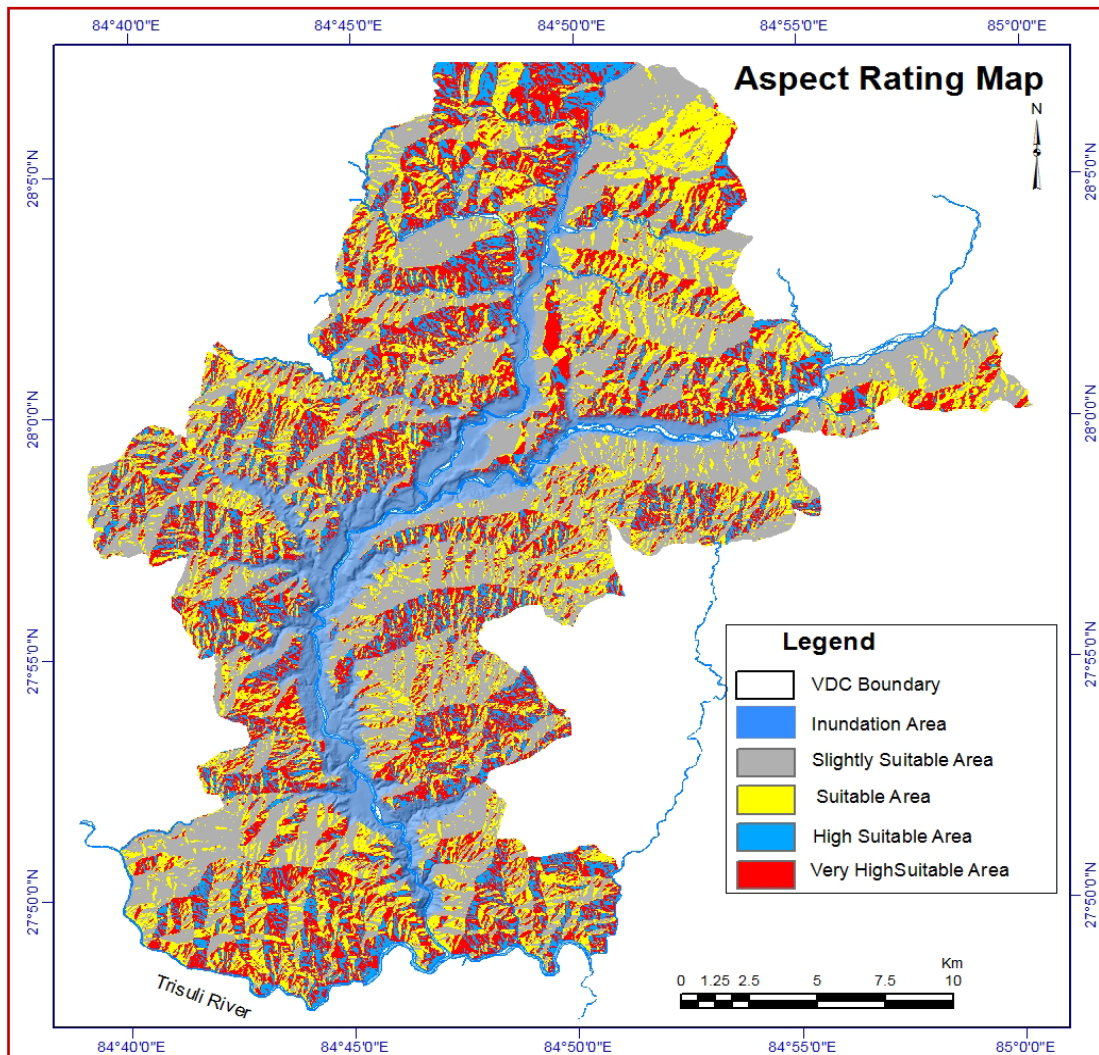 84°40'0"E 84°45'0"E 84°50'0"E 84°55'0"E 85°0'0"E
Aspect Rating Map
N
28°5'0"N 28°5'0"N
28°0'0"N 28°0'0"N
27°55'0"N 27°55'0"N
27°50'0"N 27°50'0"N
Legend
VDC Boundary
Inundation Area
Slightly Suitable Area
Suitable Area
High Suitable Area
Very HighSuitable Area
Trisuli River
Km
0 1.25 2.5 5 7.5 10
84°40'0"E 84°45'0"E 84°50'0"E 84°55'0"E 85°0'0"E